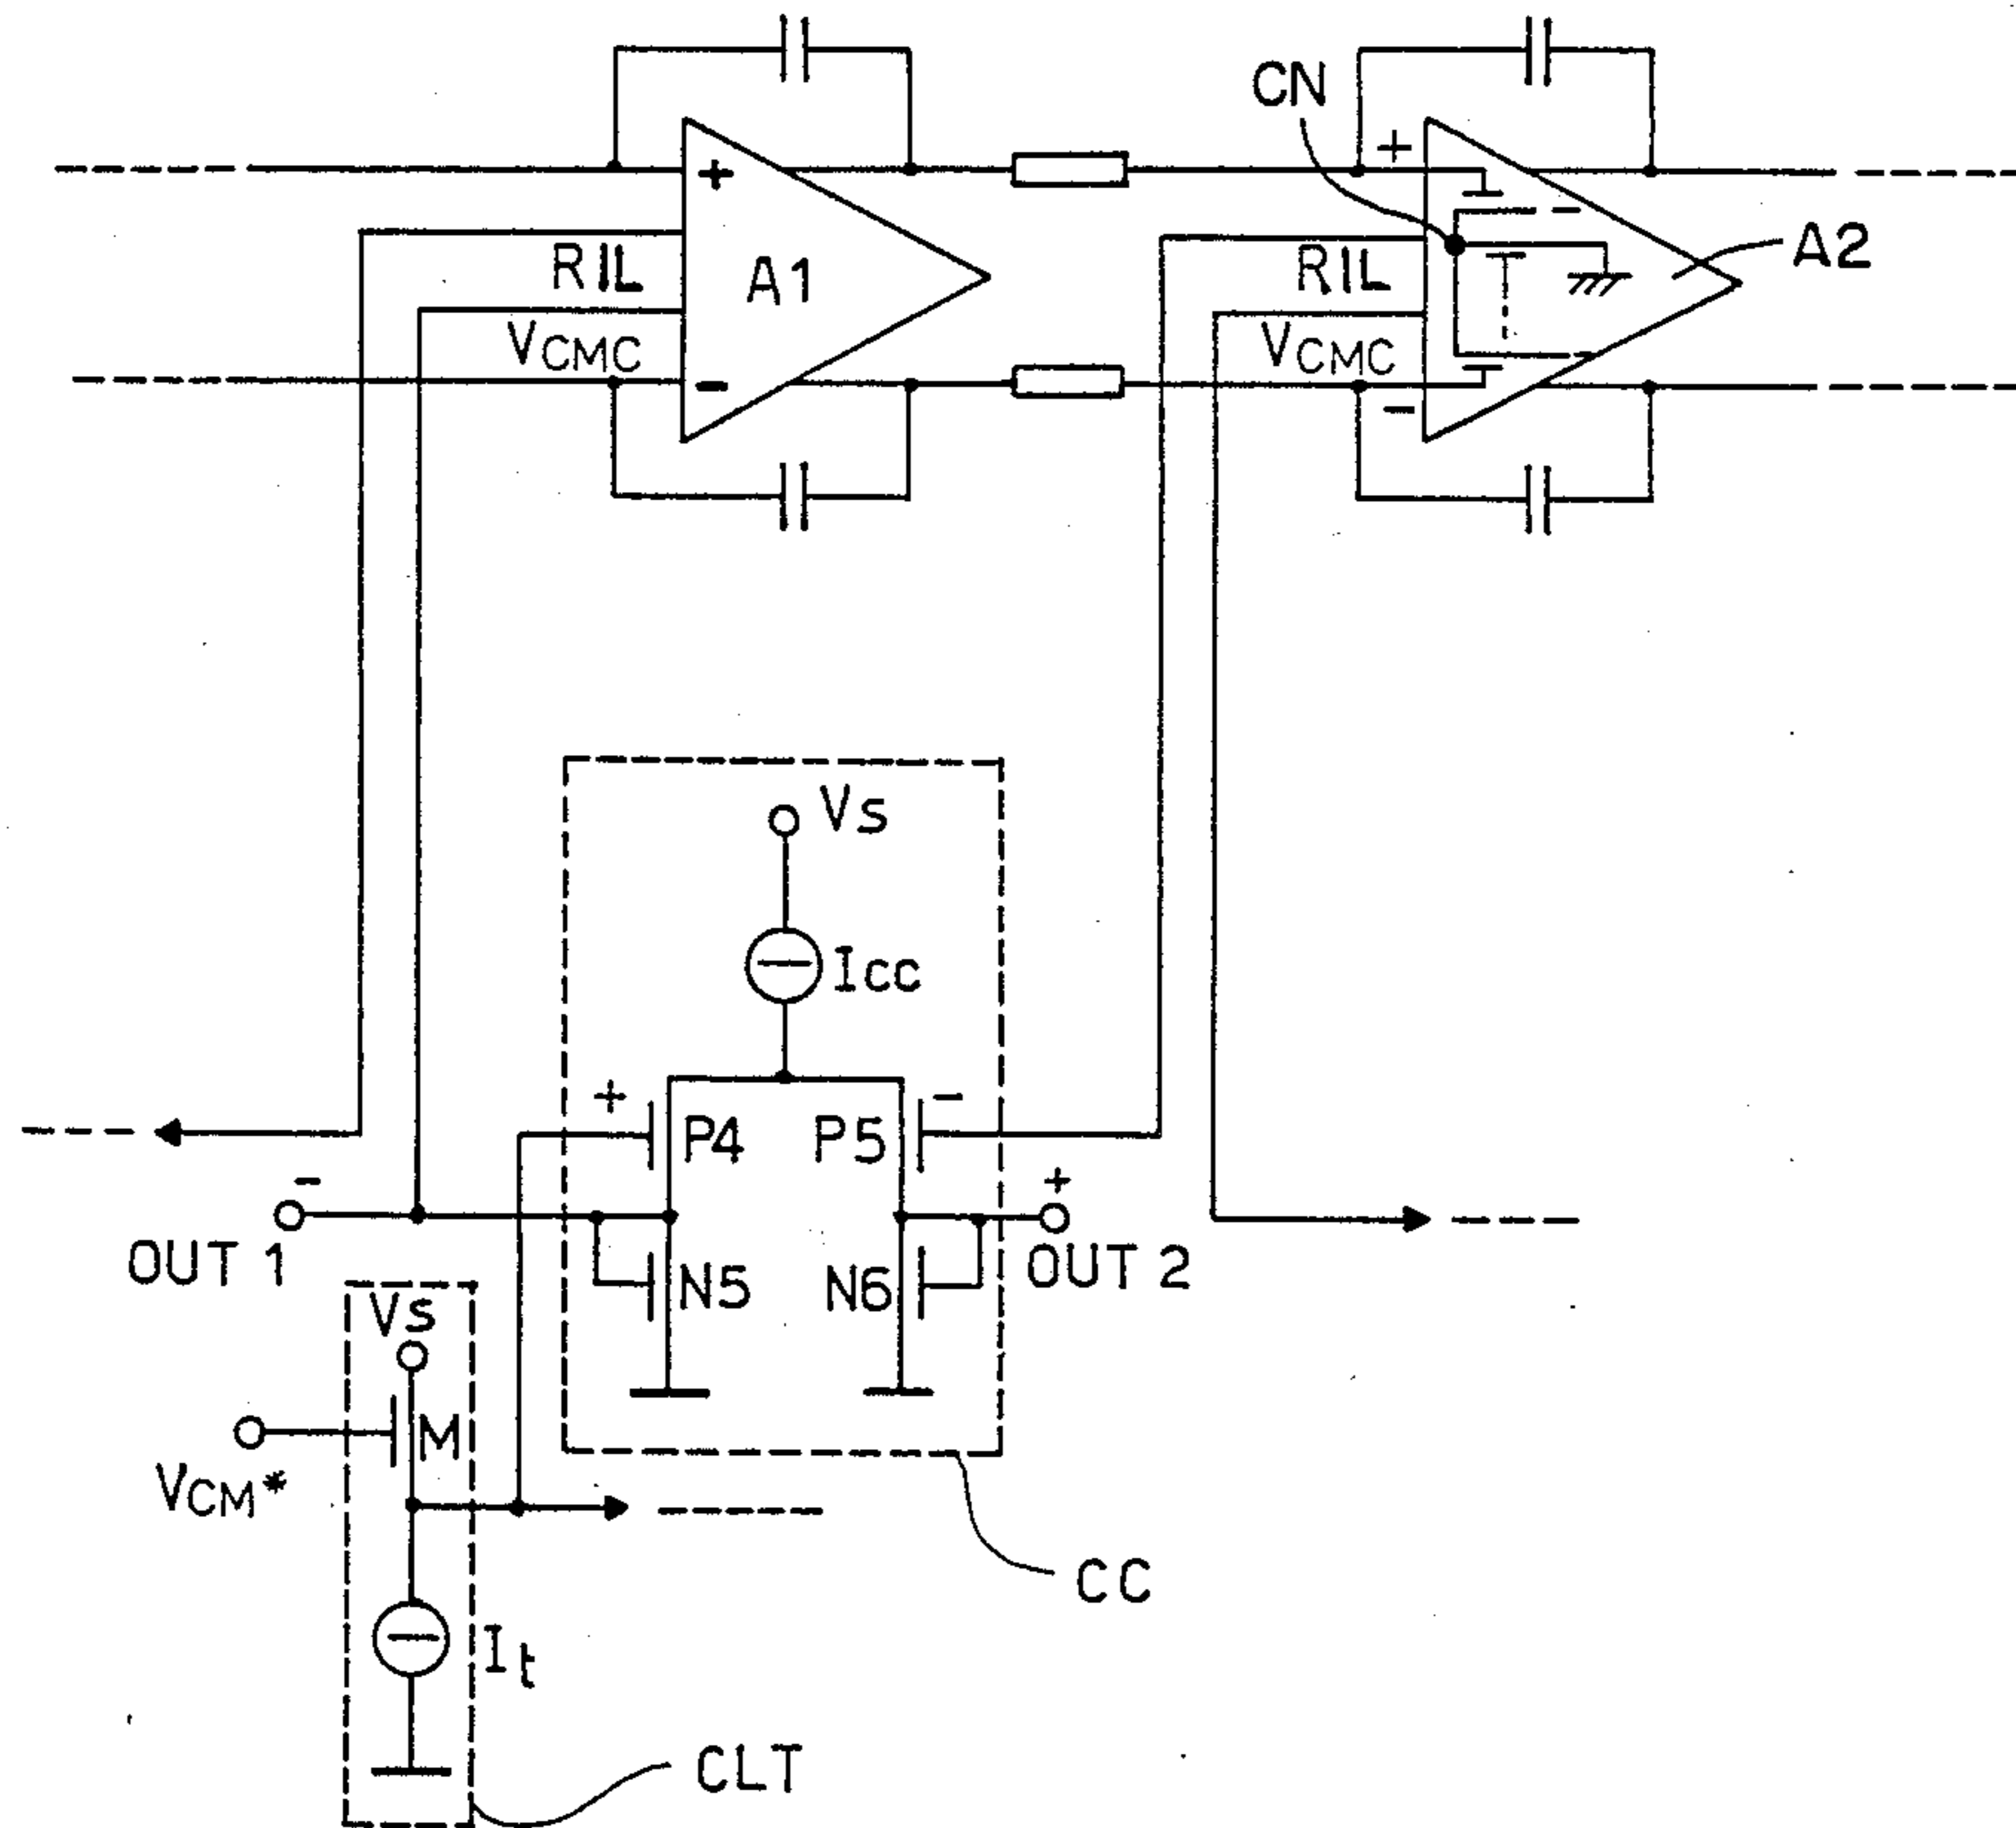 CN
+
+
A1
A2
RIL
RIL
VCMC
VCMC
-
-
Vs
Icc
+
-
P4
P5
-
+
OUT 1
N5
N6
OUT 2
Vs
M
VCM*
CC
It
CLT